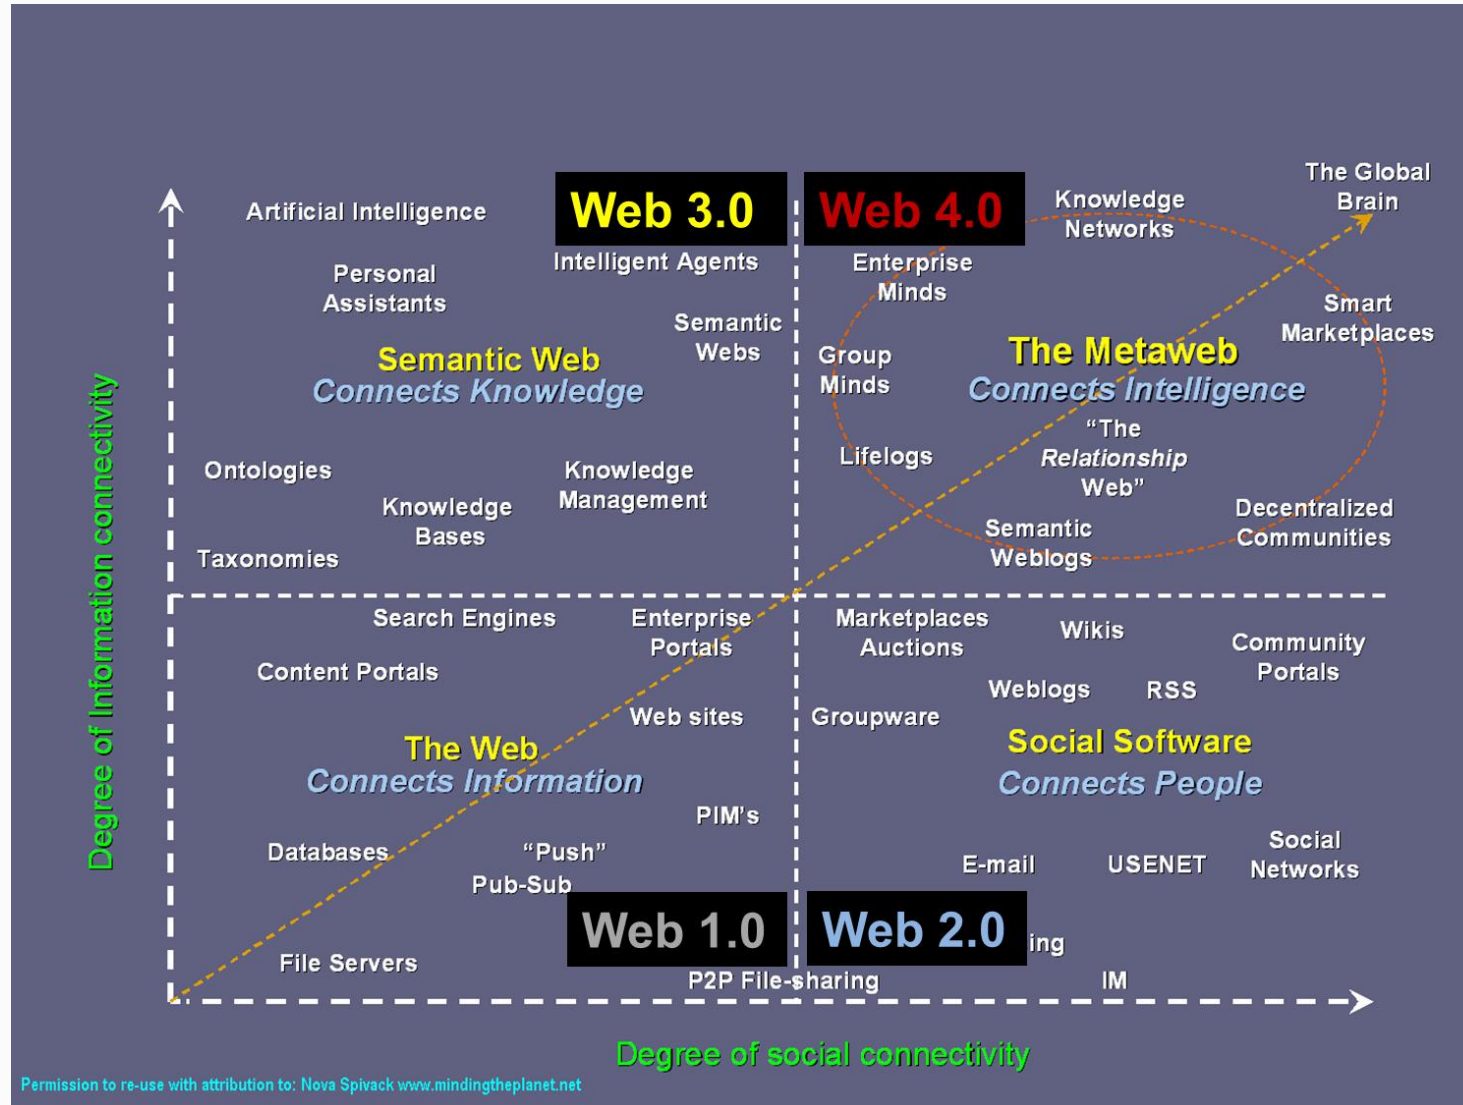 The Global
Brain
Artificial Intelligence
Web 3.0
Web 4.0
Knowledge
Networks
Personal
Assistants
Intelligent Agents
Enterprise
Minds
Smart
Marketplaces
Semantic
Webs
Semantic Web
Connects Knowledge
Group
Minds
The Metaweb
Connects Intelligence
“The
Relationship
Web”
Lifelogs
Ontologies
Knowledge
Management
Knowledge
Bases
Taxonomies
Semantic
Weblogs
Decentralized
Communities
Degree of Information connectivity
Search Engines
Enterprise
Portals
Marketplaces
Auctions
Wikis
Community
Portals
Content Portals
Weblogs
RSS
Web sites
Groupware
The Web
Connects Information
Social Software
Connects People
PIM’s
Databases
“Push”
Pub-Sub
E-mail
USENET
Social
Networks
Web 1.0
Web 2.0
ing
File Servers
P2P File-sharing
IM
Degree of social connectivity
Permission to re-use with attribution to: Nova Spivack www.mindingtheplanet.net